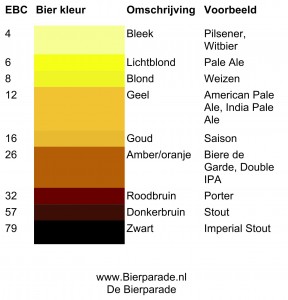 EBC Bier kleur Omschrijving Voorbeeld
4 Bleek Pilsener,
Witbier
6 Lichtblond Pale Ale
8 Blond Weizen
12 Geel American Pale
Ale, India Pale
Ale
16 Goud Saison
26 Amber/oranje Biere de
Garde, Double
IPA
32 Roodbruin Porter
57 Donkerbruin Stout
79 Zwart Imperial Stout
www.Bierparade.nl
De Bierparade